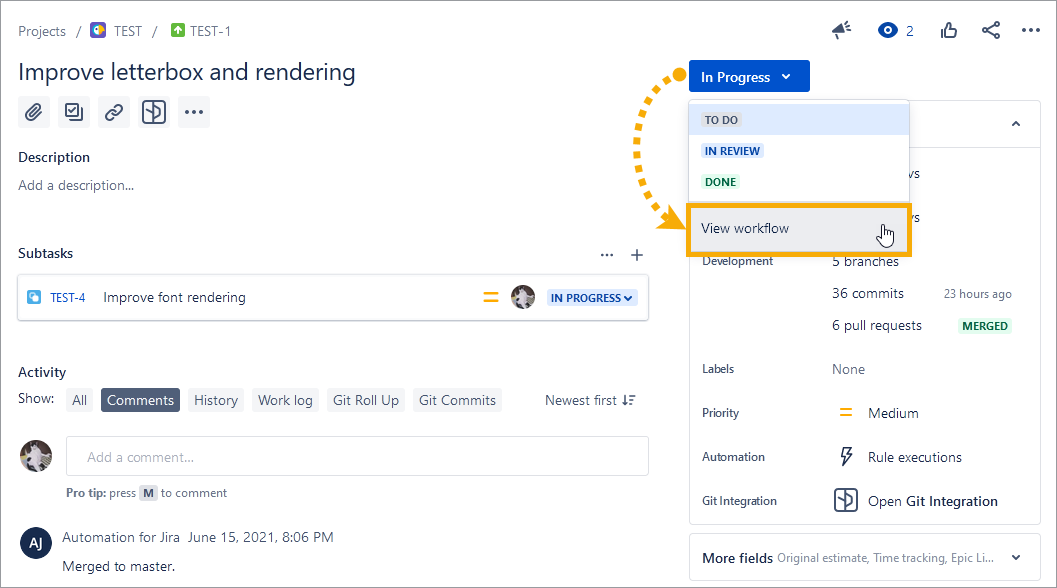 Projects / TEST / TEST-1
2
Improve letterbox and rendering
In Progress
TO DO
IN REVIEW
DONE
View workflow
Description
Add a description...
Subtasks
TEST-4 Improve font rendering IN PROGRESS
Activity
Show: All Comments History Work log Git Roll Up Git Commits Newest first
Add a comment...
Pro tip: press M to comment
AJ Automation for Jira June 15, 2021, 8:06 PM
Merged to master.
Development 5 branches
36 commits 23 hours ago
6 pull requests MERGED
Labels None
Priority Medium
Automation Rule executions
Git Integration Open Git Integration
More fields Original estimate, Time tracking, Epic Li...